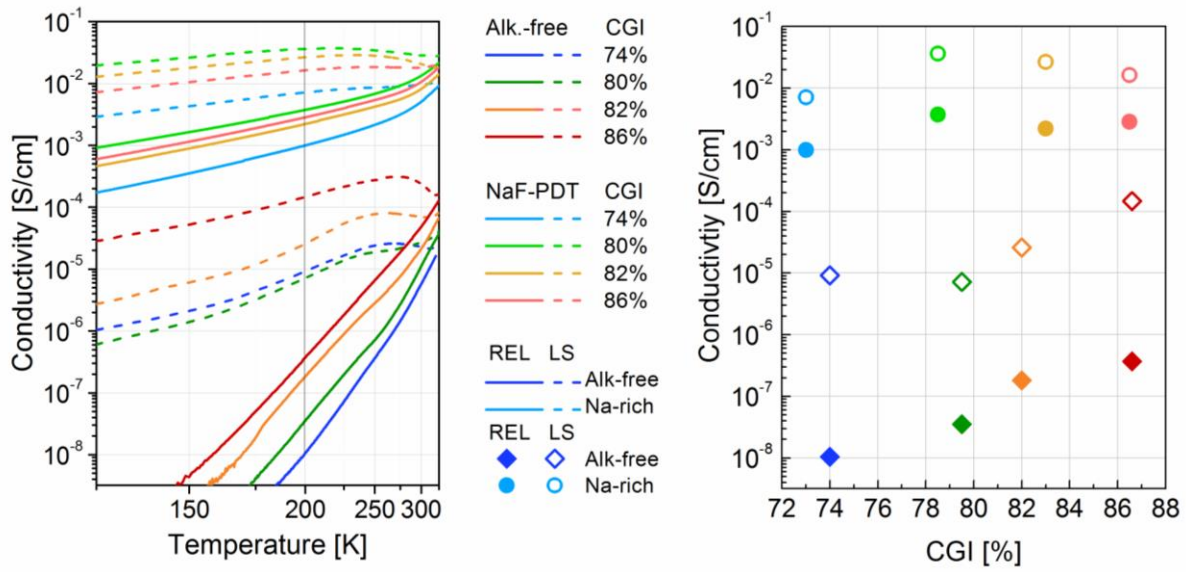 Conductivity [S/cm]
10⁻¹
10⁻²
10⁻³
10⁻⁴
10⁻⁵
10⁻⁶
10⁻⁷
10⁻⁸
150 200 250 300
Temperature [K]
Alk.-free CGI
74%
80%
82%
86%
NaF-PDT CGI
74%
80%
82%
86%
REL LS
Alk-free
Na-rich
REL LS
Alk-free
Na-rich
Conductivtiy [S/cm]
10⁻¹
10⁻²
10⁻³
10⁻⁴
10⁻⁵
10⁻⁶
10⁻⁷
10⁻⁸
72 74 76 78 80 82 84 86 88
CGI [%]